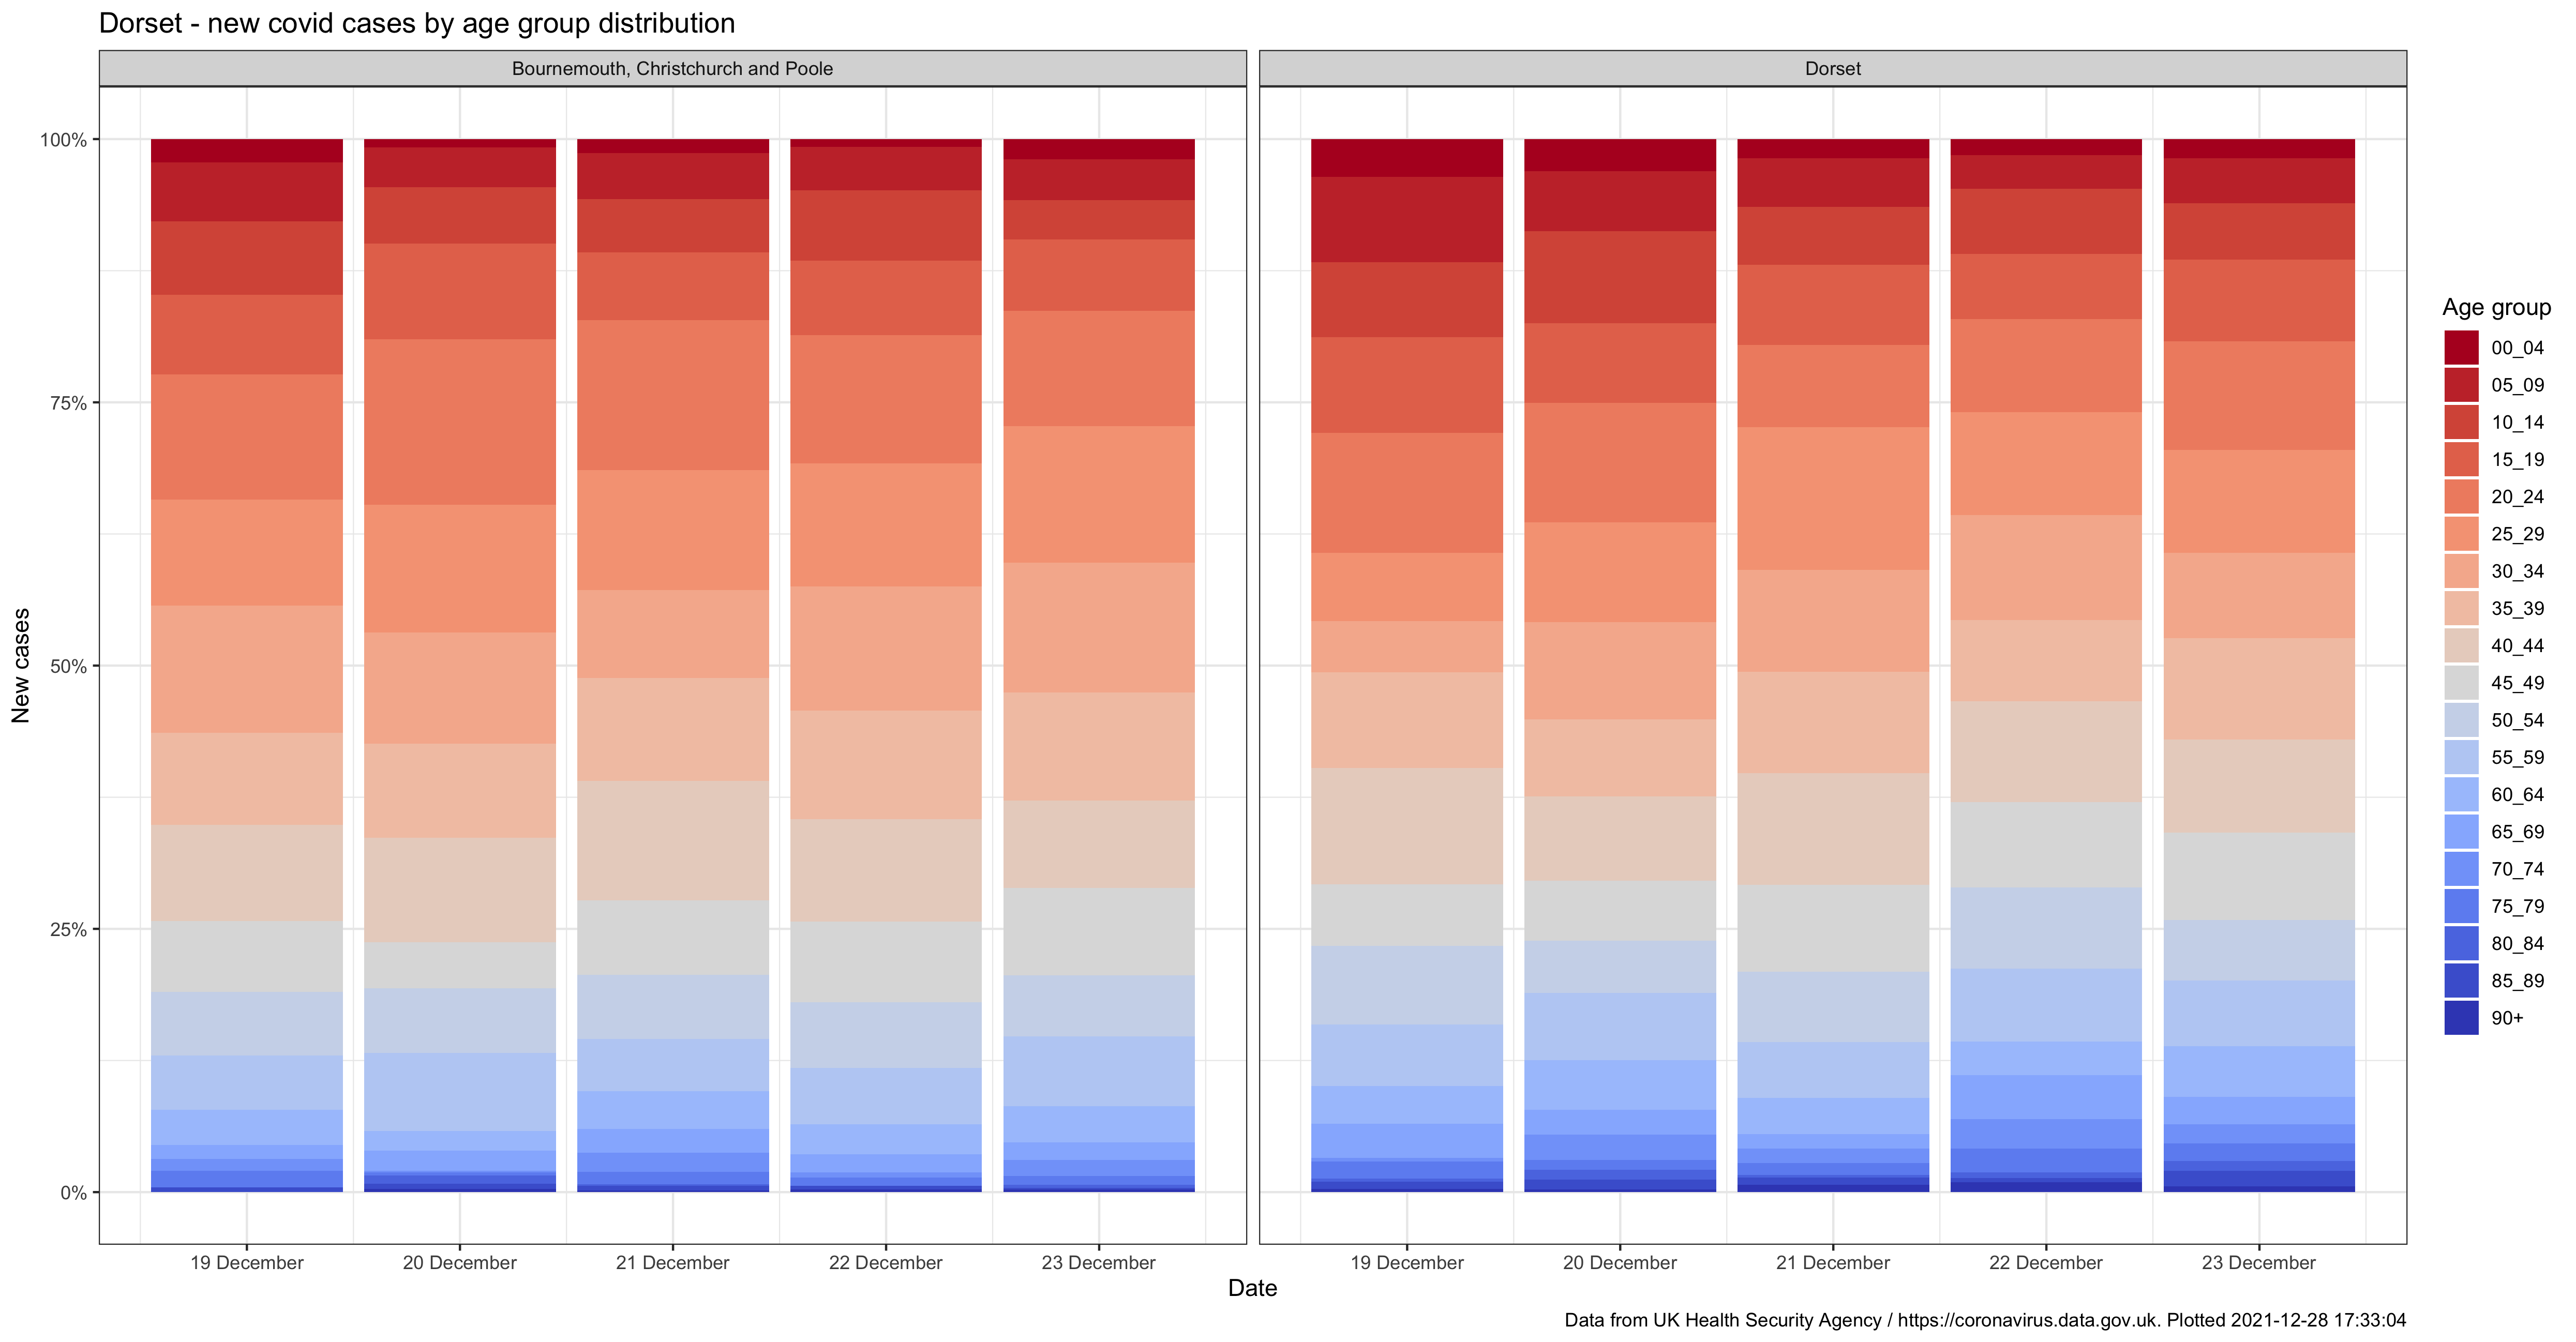 Dorset - new covid cases by age group distribution
Bournemouth, Christchurch and Poole
Dorset
100%
75%
50%
25%
0%
New cases
19 December
20 December
21 December
22 December
23 December
19 December
20 December
21 December
22 December
23 December
Date
Age group
00_04
05_09
10_14
15_19
20_24
25_29
30_34
35_39
40_44
45_49
50_54
55_59
60_64
65_69
70_74
75_79
80_84
85_89
90+
Data from UK Health Security Agency / https://coronavirus.data.gov.uk. Plotted 2021-12-28 17:33:04